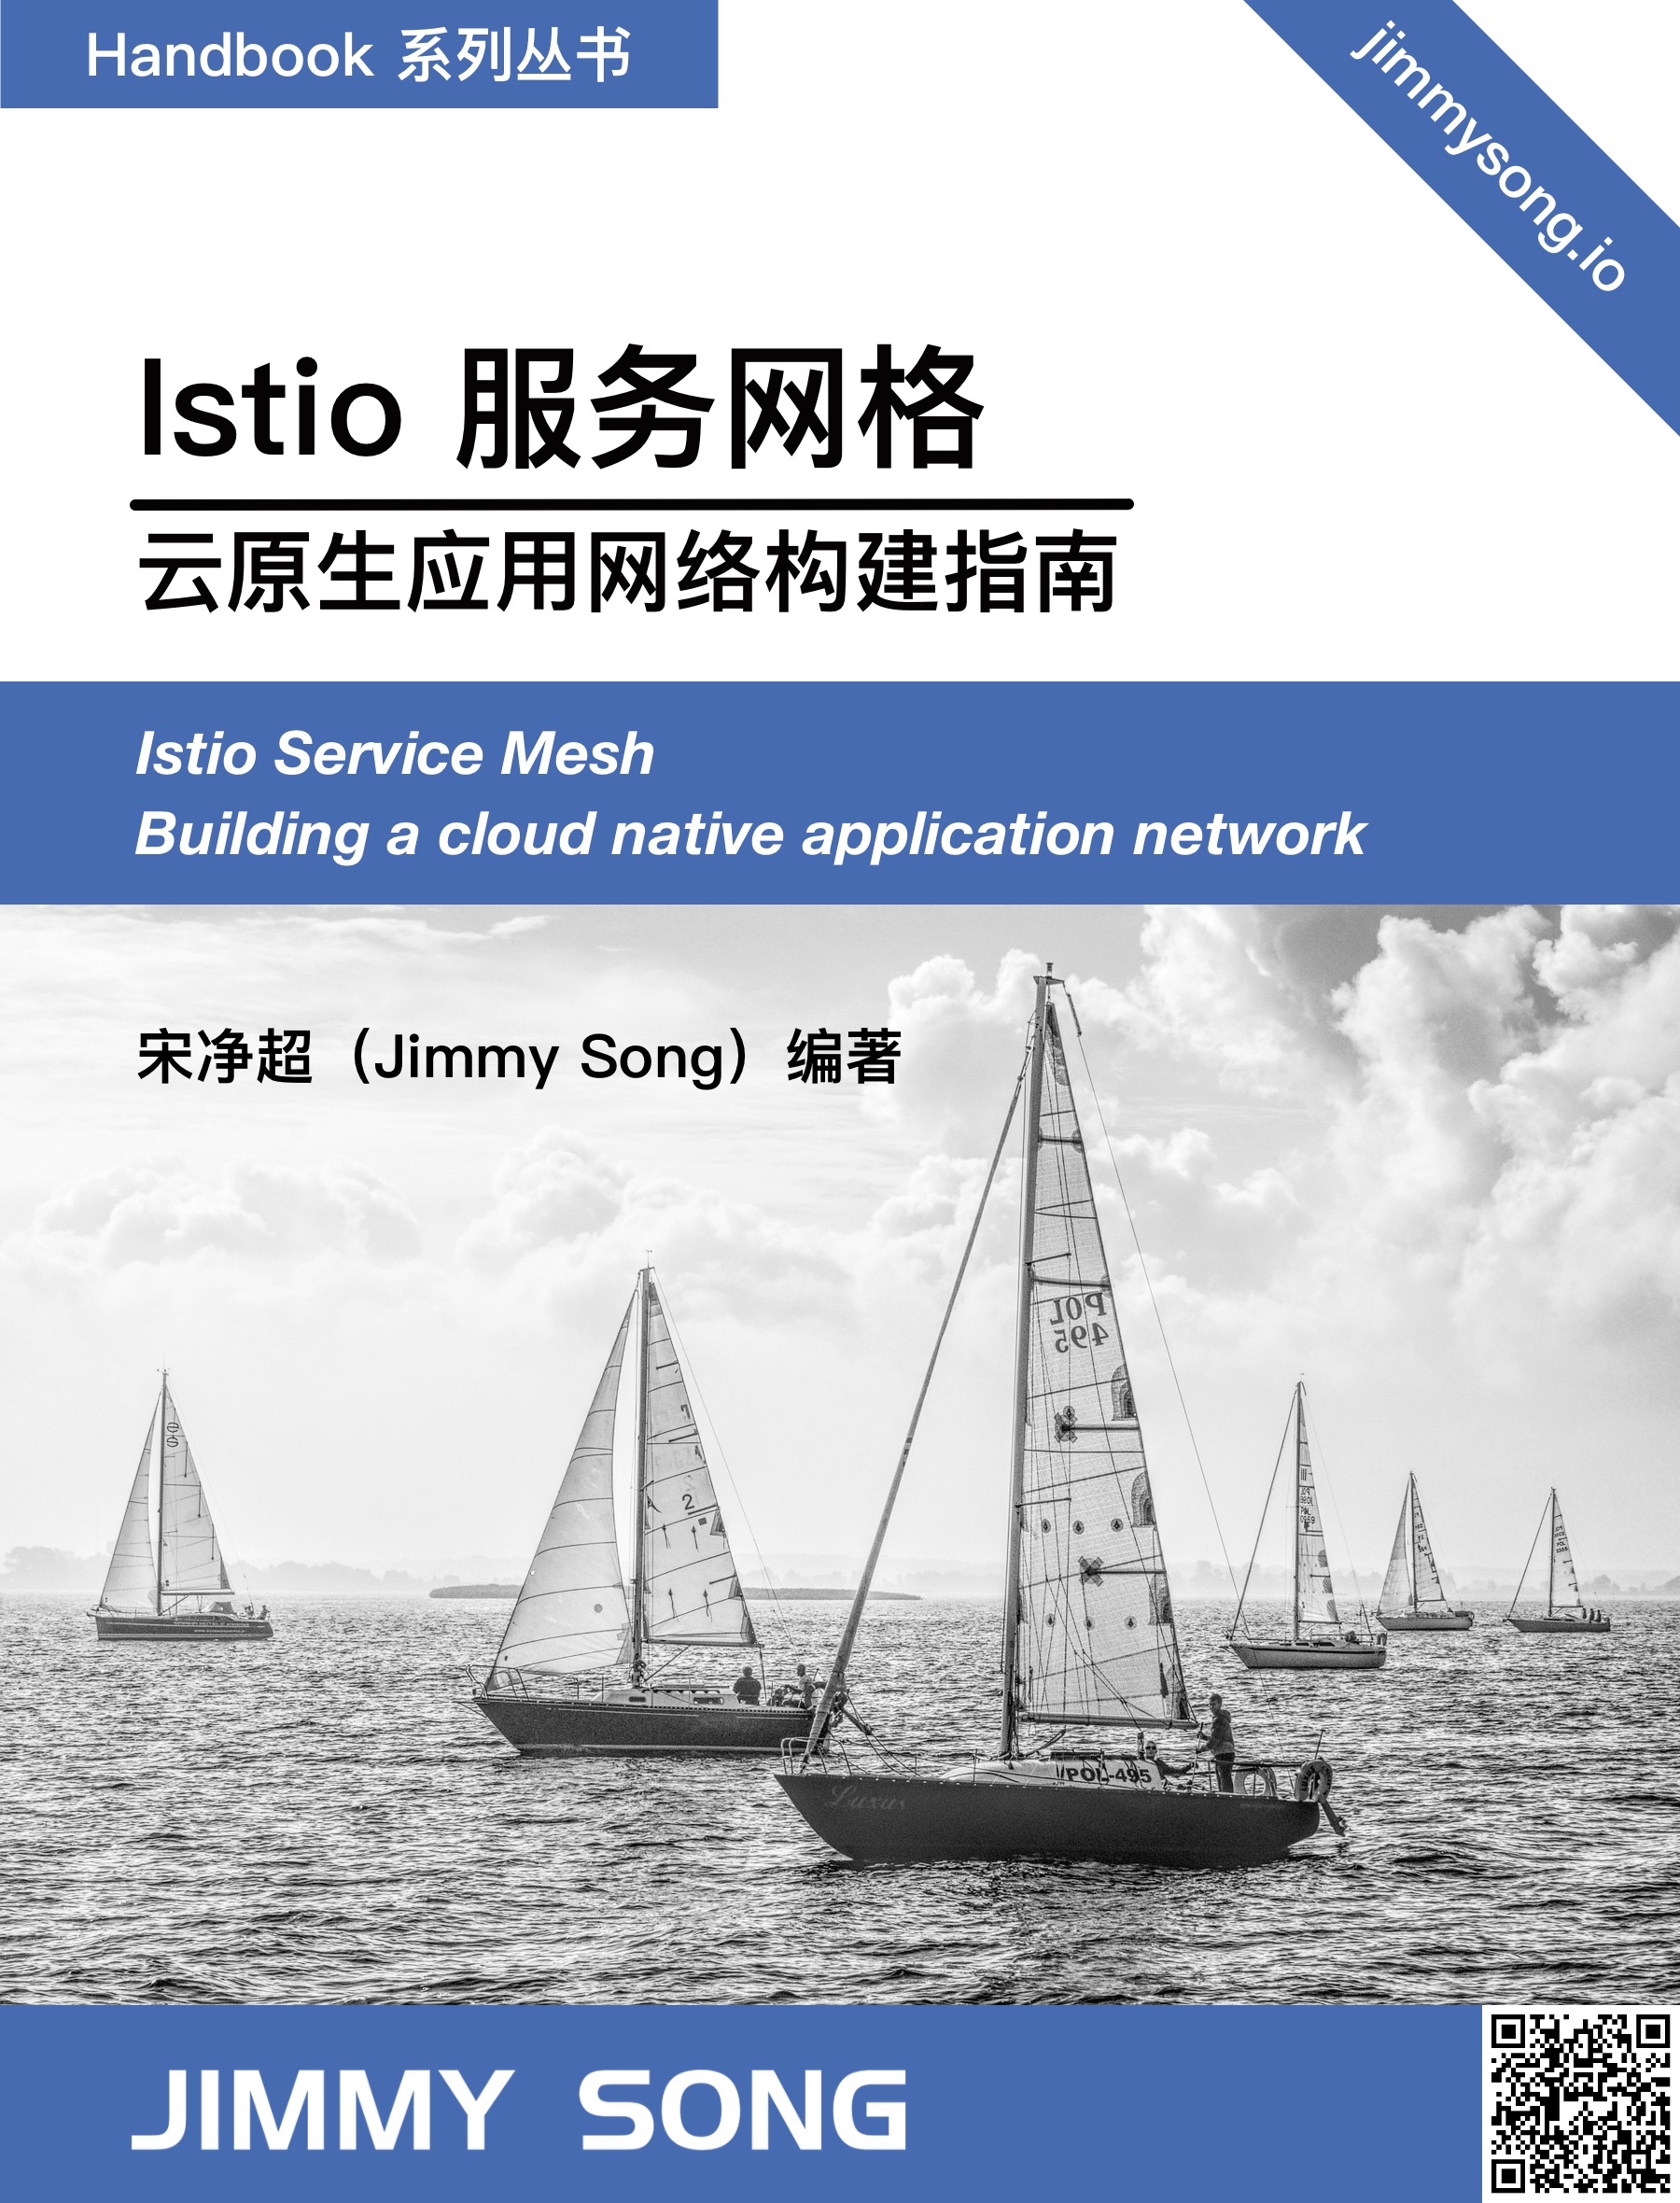 Handbook 系列丛书
jimmysong.io
Istio 服务网格
云原生应用网络构建指南
Istio Service Mesh
Building a cloud native application network
宋净超（Jimmy Song）编著
POL
495
2
POL-495
Luxus
JIMMY SONG